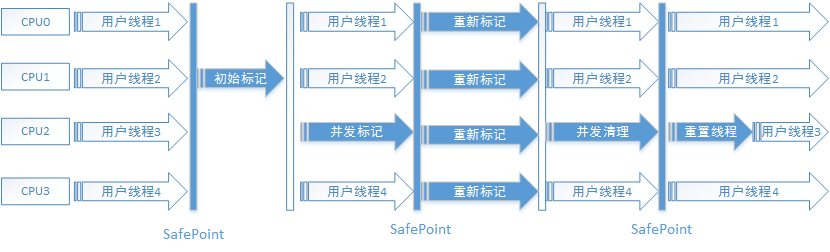 CPU0 用户线程1 用户线程1 重新标记 用户线程1 用户线程1
CPU1 用户线程2 初始标记 用户线程2 重新标记 用户线程2 用户线程2
CPU2 用户线程3 并发标记 重新标记 并发清理 重置线程 用户线程3
CPU3 用户线程4 用户线程4 重新标记 用户线程4 用户线程4
SafePoint SafePoint SafePoint